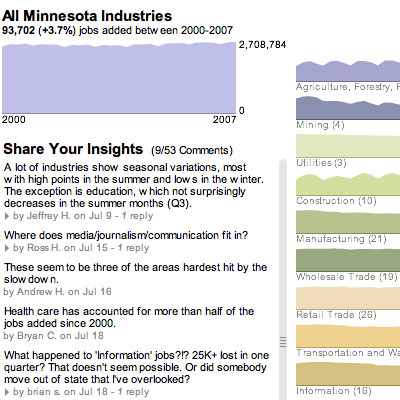 All Minnesota Industries
93,702 (+3.7%) jobs added between 2000-2007
2,708,784
0
2000 2007
Share Your Insights (9/53 Comments)
A lot of industries show seasonal variations, most
with high points in the summer and lows in the winter.
The exception is education, which not surprisingly
decreases in the summer months (Q3).
by Jeffrey H. on Jul 9 - 1 reply
Where does media/journalism/communication fit in?
by Ross H. on Jul 15 - 1 reply
These seem to be three of the areas hardest hit by the
slowdown.
by Andrew H. on Jul 16
Health care has accounted for more than half of the
jobs added since 2000.
by Bryan C. on Jul 18
What happened to 'Information' jobs?!? 25K+ lost in one
quarter? That doesn't seem possible. Or did somebody
move out of state that I've overlooked?
by brian s. on Jul 18 - 1 reply
Agriculture, Forestry, F
Mining (4)
Utilities (3)
Construction (10)
Manufacturing (21)
Wholesale Trade (19)
Retail Trade (26)
Transportation and Wa
Information (16)